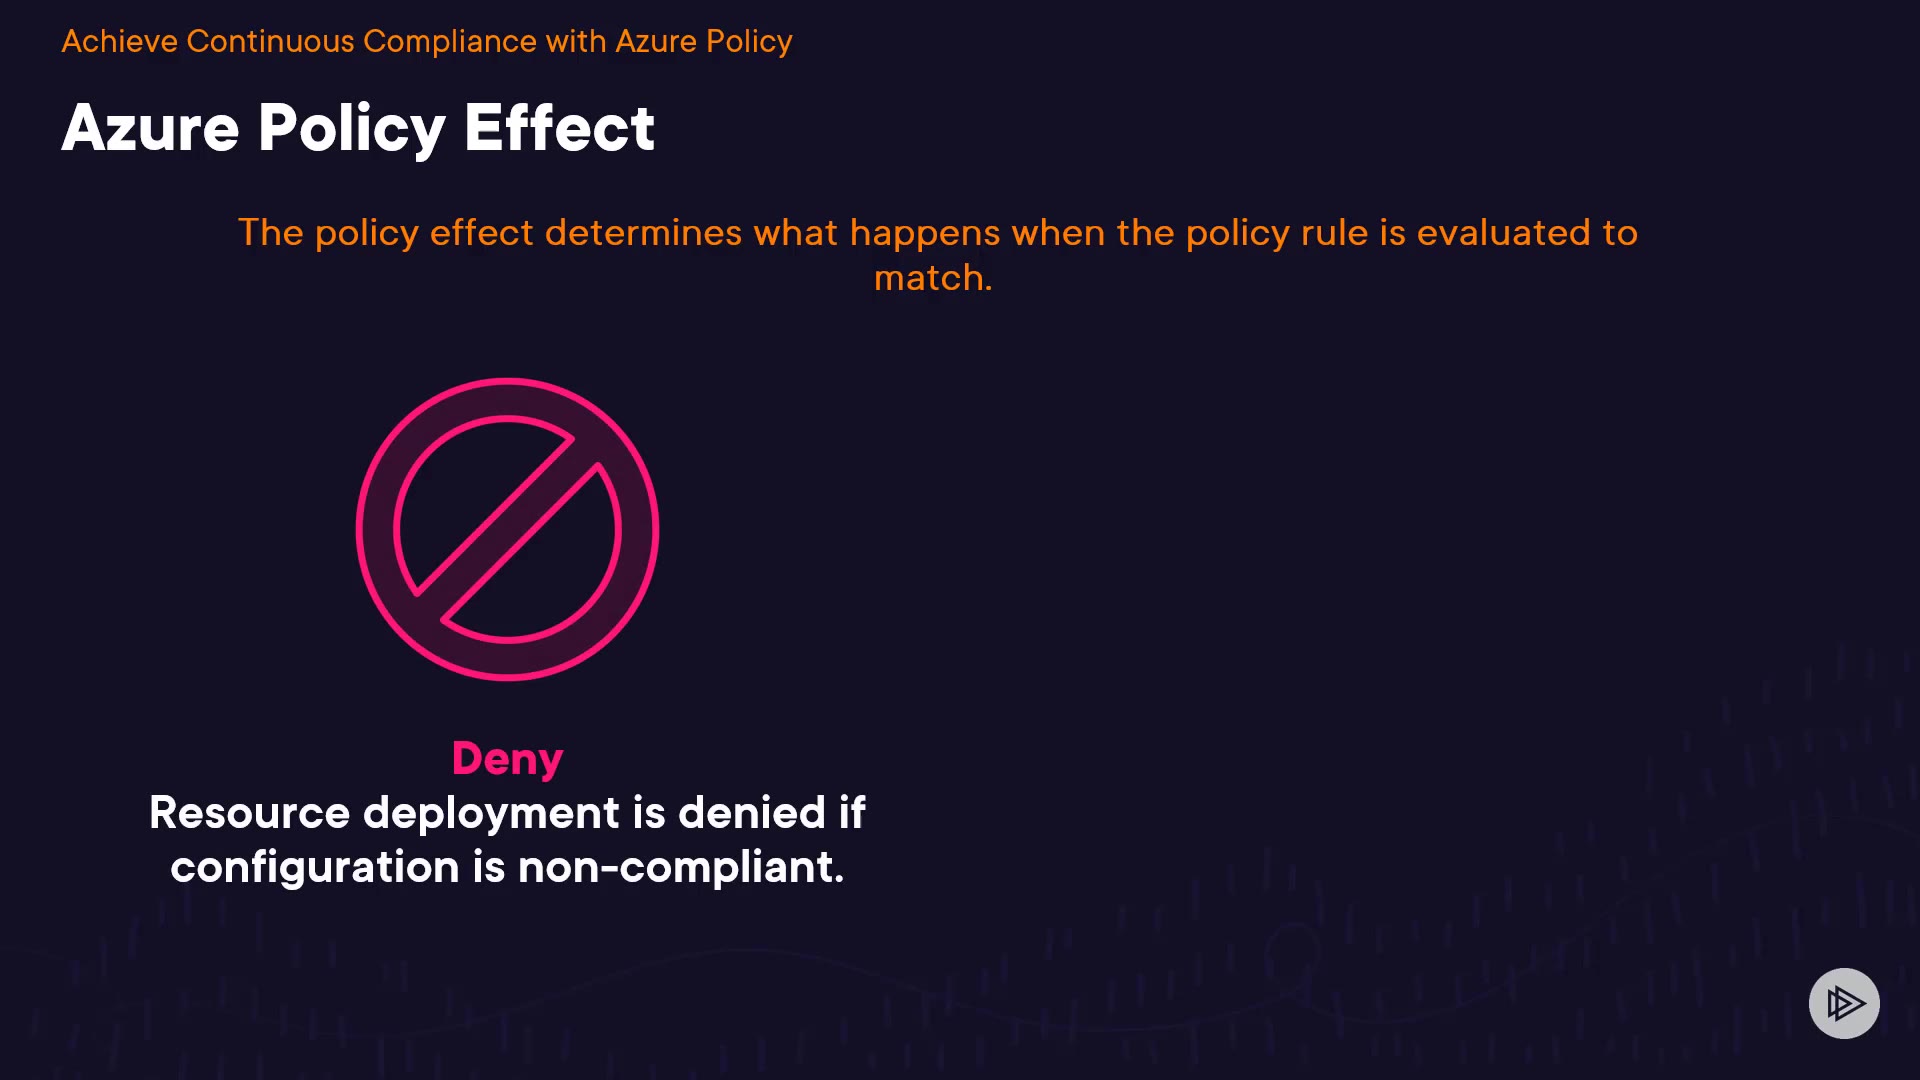 Achieve Continuous Compliance with Azure Policy
Azure Policy Effect
The policy effect determines what happens when the policy rule is evaluated to
match.
Deny
Resource deployment is denied if
configuration is non-compliant.